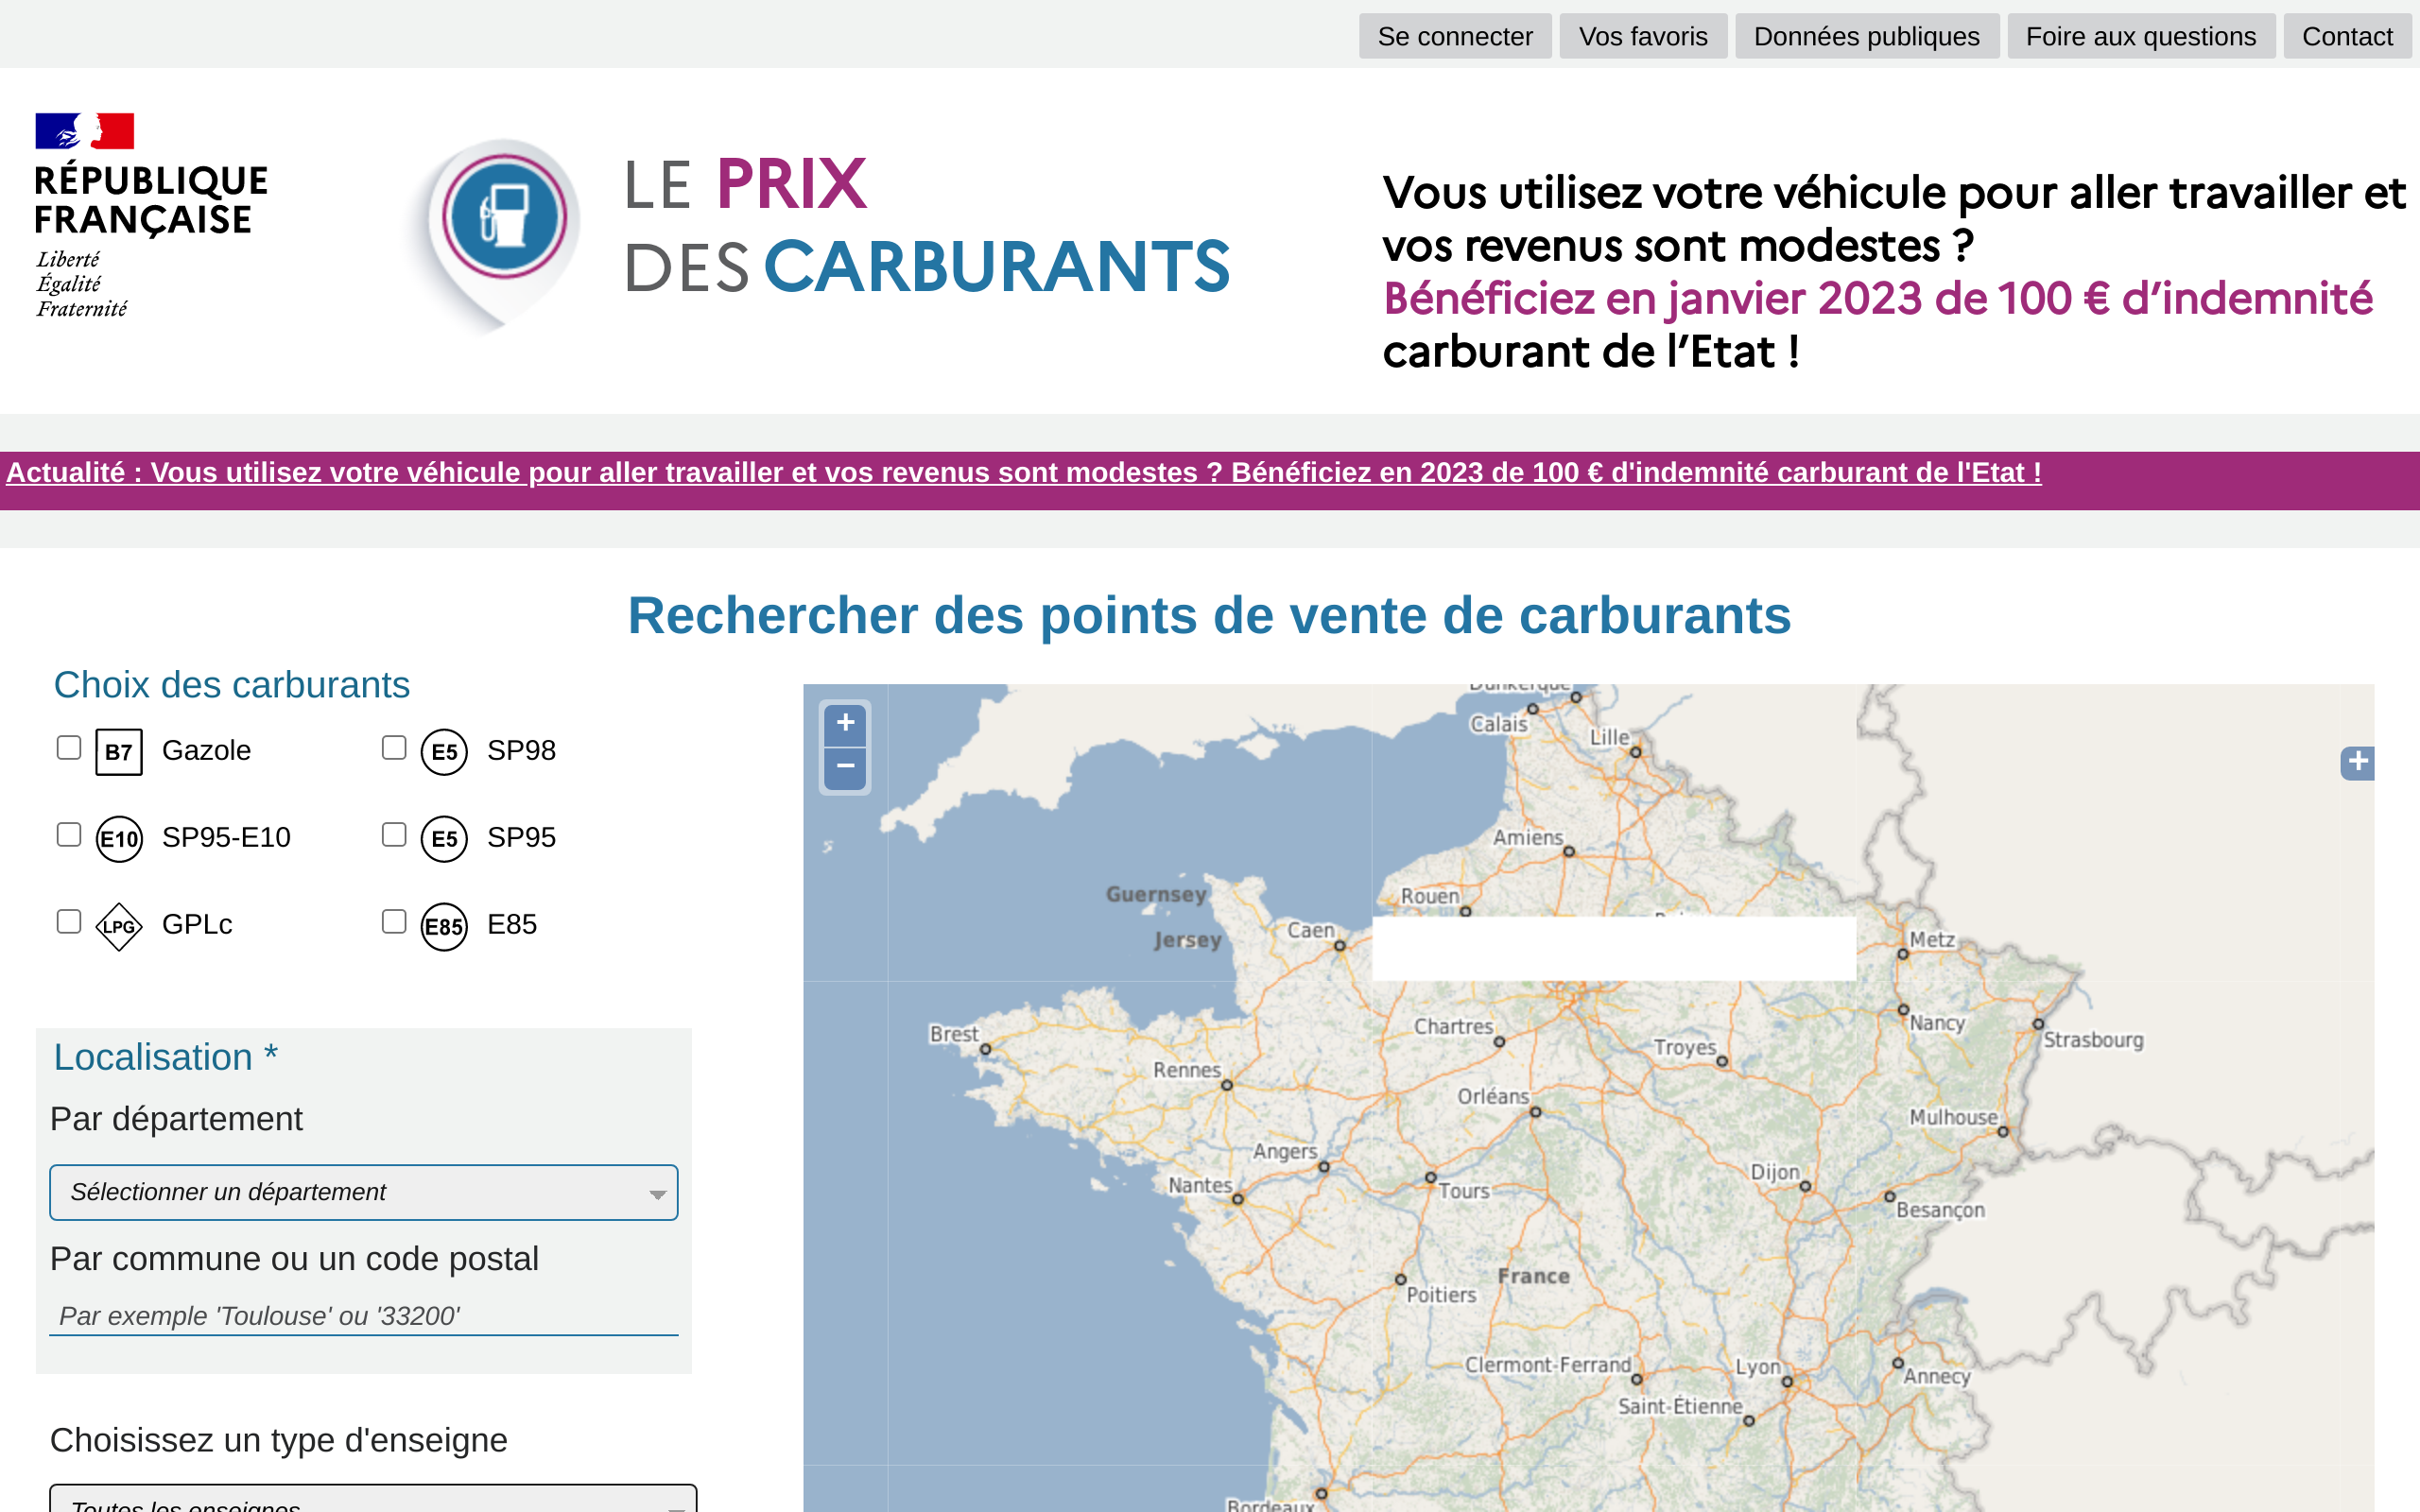 Se connecter
Vos favoris
Données publiques
Foire aux questions
Contact
RÉPUBLIQUE
FRANÇAISE
Liberté
Égalité
Fraternité
LE PRIX
DES CARBURANTS
Vous utilisez votre véhicule pour aller travailler et
vos revenus sont modestes ?
Bénéficiez en janvier 2023 de 100 € d’indemnité
carburant de l’Etat !
Actualité : Vous utilisez votre véhicule pour aller travailler et vos revenus sont modestes ? Bénéficiez en 2023 de 100 € d'indemnité carburant de l'Etat !
Rechercher des points de vente de carburants
Choix des carburants
B7 Gazole
E5 SP98
E10 SP95-E10
E5 SP95
LPG GPLc
E85 E85
Localisation *
Par département
Sélectionner un département
Par commune ou un code postal
Par exemple 'Toulouse' ou '33200'
Choisissez un type d'enseigne
Toutes les enseignes
+
−
+
Dunkerque
Calais
Lille
Amiens
Rouen
Guernsey
Jersey
Caen
Metz
Brest
Chartres
Nancy
Strasbourg
Rennes
Troyes
Orléans
Mulhouse
Angers
Nantes
Tours
Dijon
Besançon
France
Poitiers
Clermont-Ferrand
Lyon
Annecy
Saint-Étienne
Bordeaux